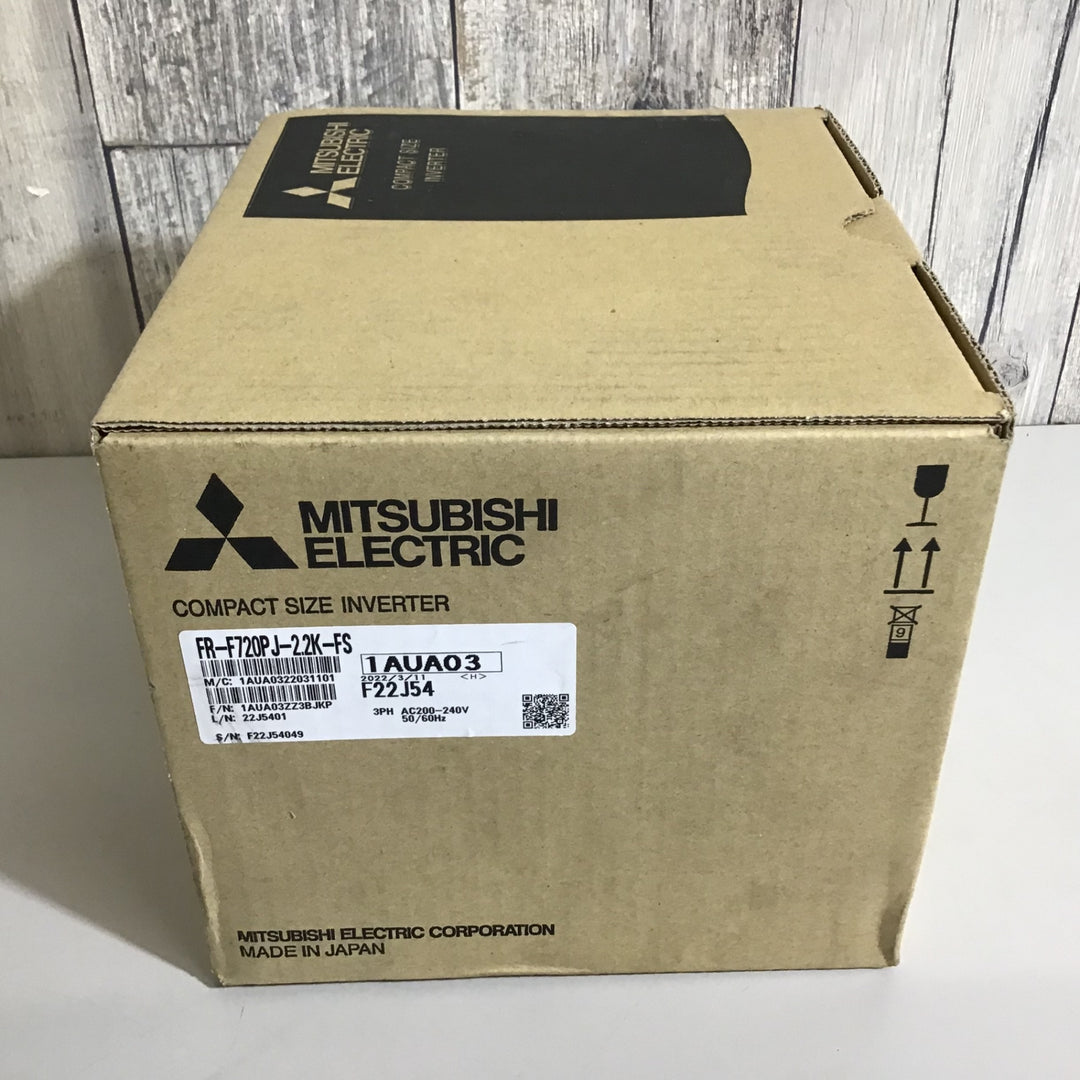 MITSUBISHI
ELECTRIC
COMPACT SIZE
INVERTER
MITSUBISHI
ELECTRIC
COMPACT SIZE INVERTER
FR-F720PJ-2.2K-FS
1AUA03
M/C: 1AUA0322031101
2022/3/11 <H>
F22J54
F/N: 1AUA03ZZ3BJKP
L/N: 22J5401
3PH AC200-240V
50/60Hz
S/N: F22J54049
9
MITSUBISHI ELECTRIC CORPORATION
MADE IN JAPAN